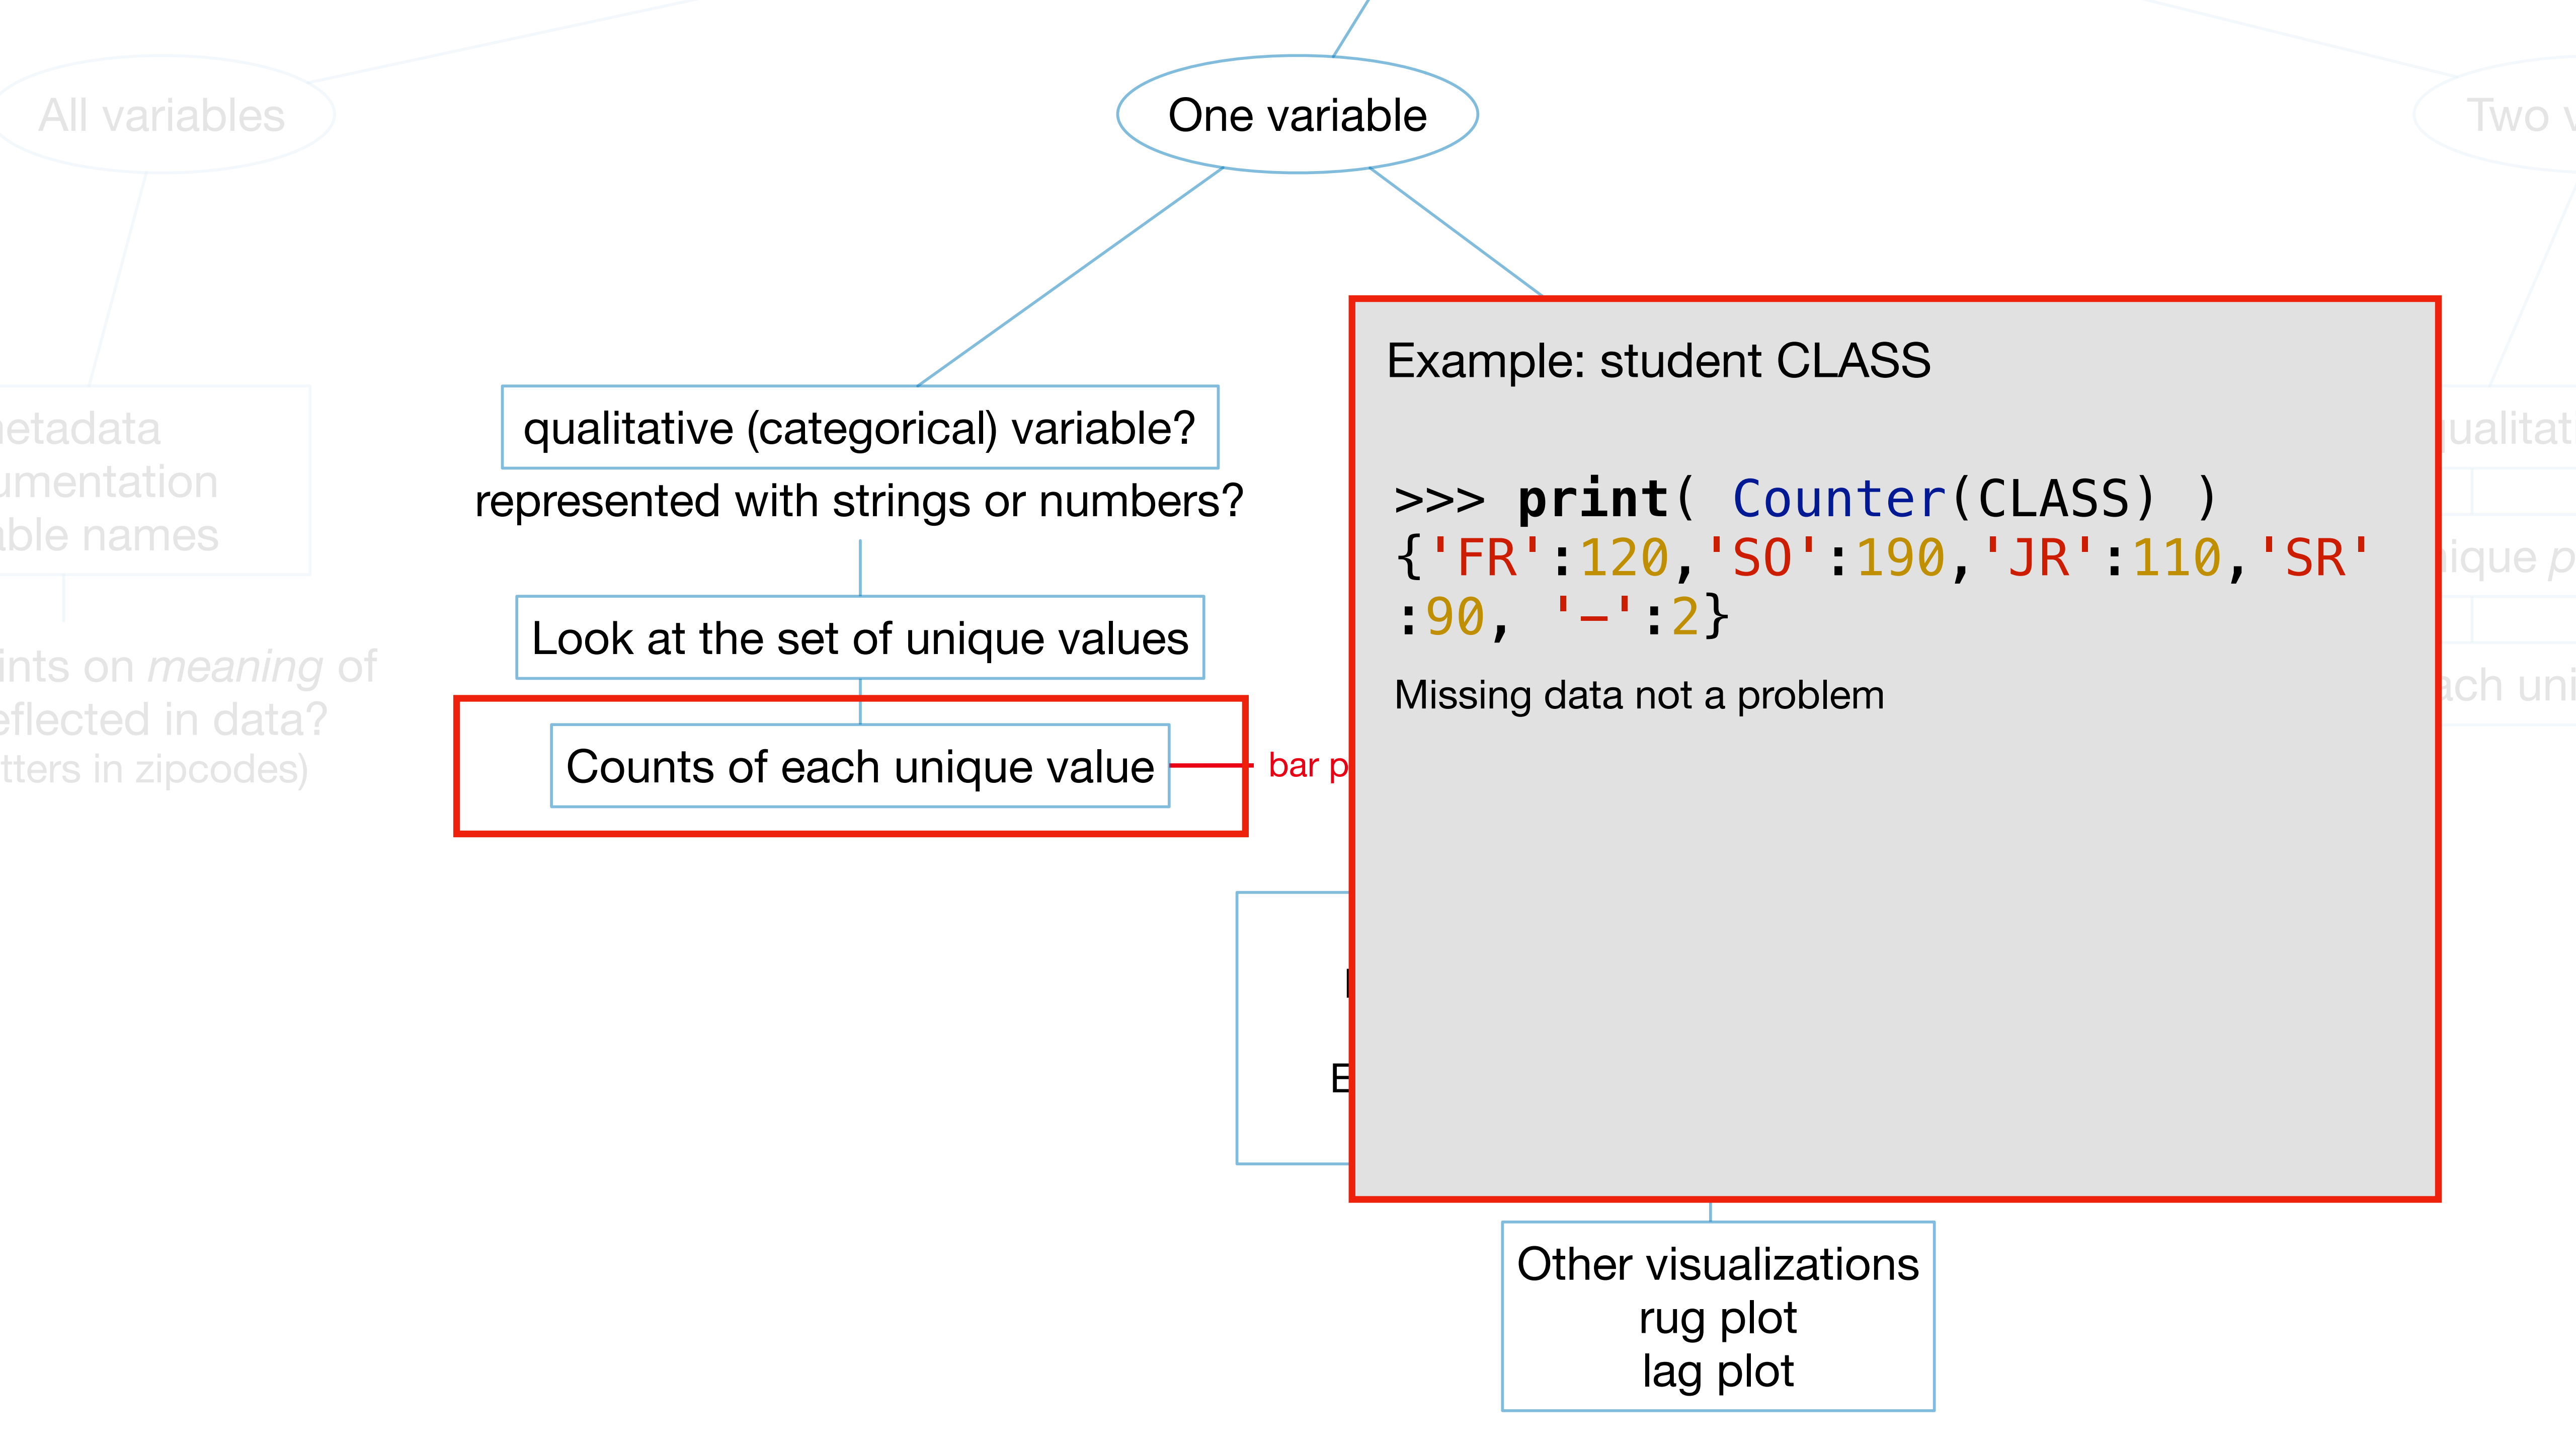 All variables
One variable
Two
qualitative (categorical) variable?
represented with strings or numbers?
Look at the set of unique values
Counts of each unique value
bar
umentation
able names
ints on meaning of
eflected in data?
tters in zipcodes)
Example: student CLASS
>>> print( Counter(CLASS) )
{'FR':120,'SO':190,'JR':110,'SR'
:90, '-':2}
Missing data not a problem
Other visualizations
rug plot
lag plot